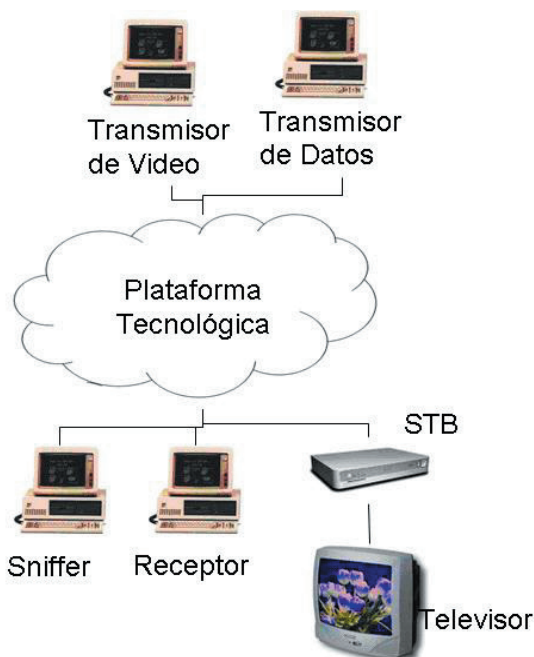 Transmisor
de Video
Transmisor
de Datos
Plataforma
Tecnológica
STB
Sniffer
Receptor
Televisor